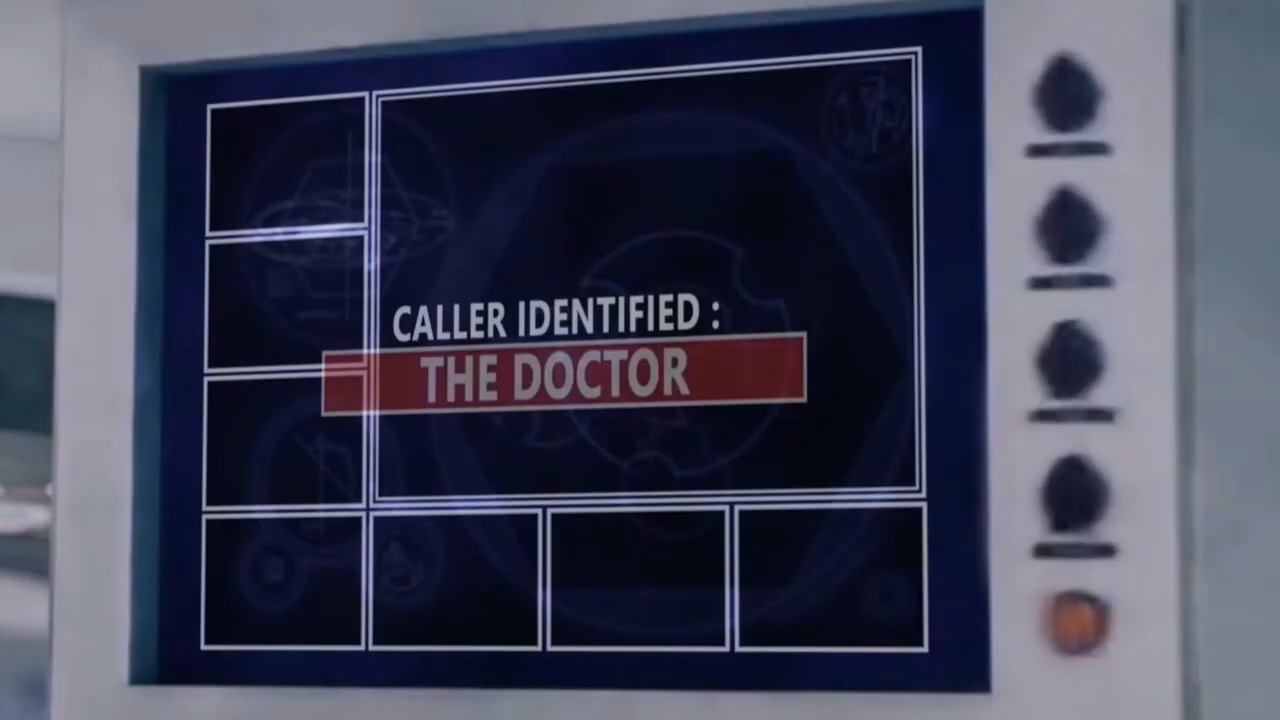 CALLER IDENTIFIED :
THE DOCTOR